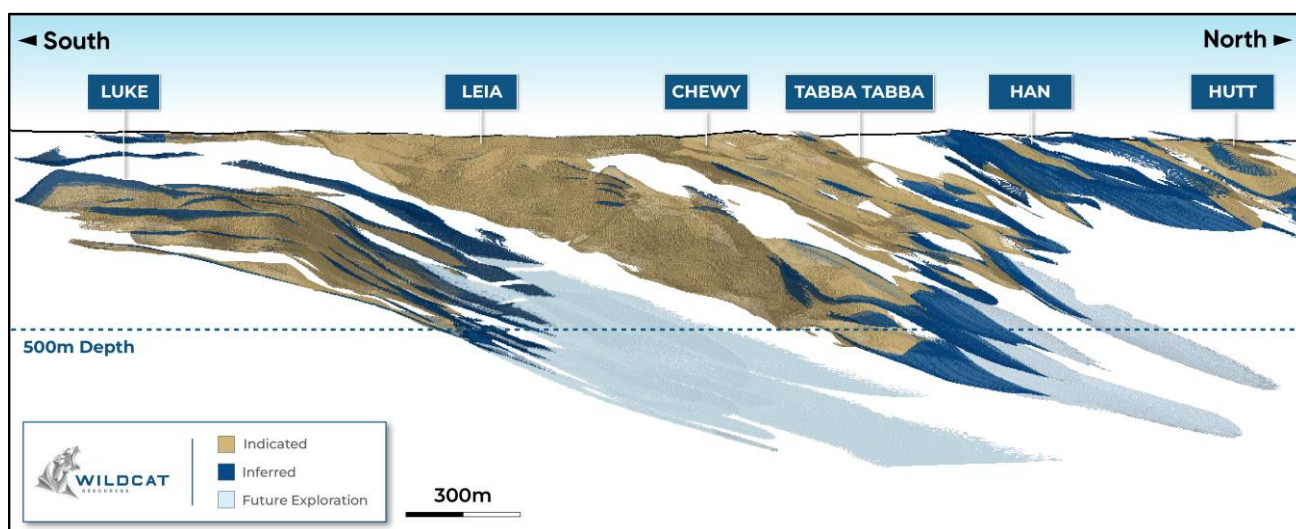 ◄ South
North ►
LUKE
LEIA
CHEWY
TABBA TABBA
HAN
HUTT
500m Depth
WILDCAT
RESOURCES
Indicated
Inferred
Future Exploration
300m